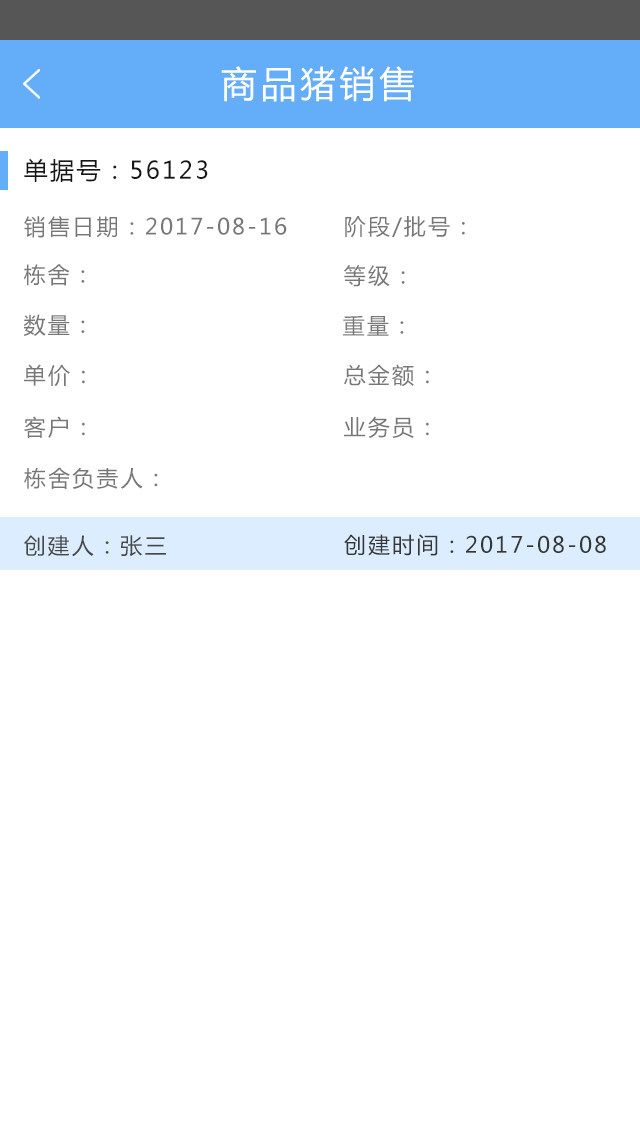 商品猪销售
单据号：56123
销售日期：2017-08-16 阶段/批号：
栋舍： 等级：
数量： 重量：
单价： 总金额：
客户： 业务员：
栋舍负责人：
创建人：张三 创建时间：2017-08-08